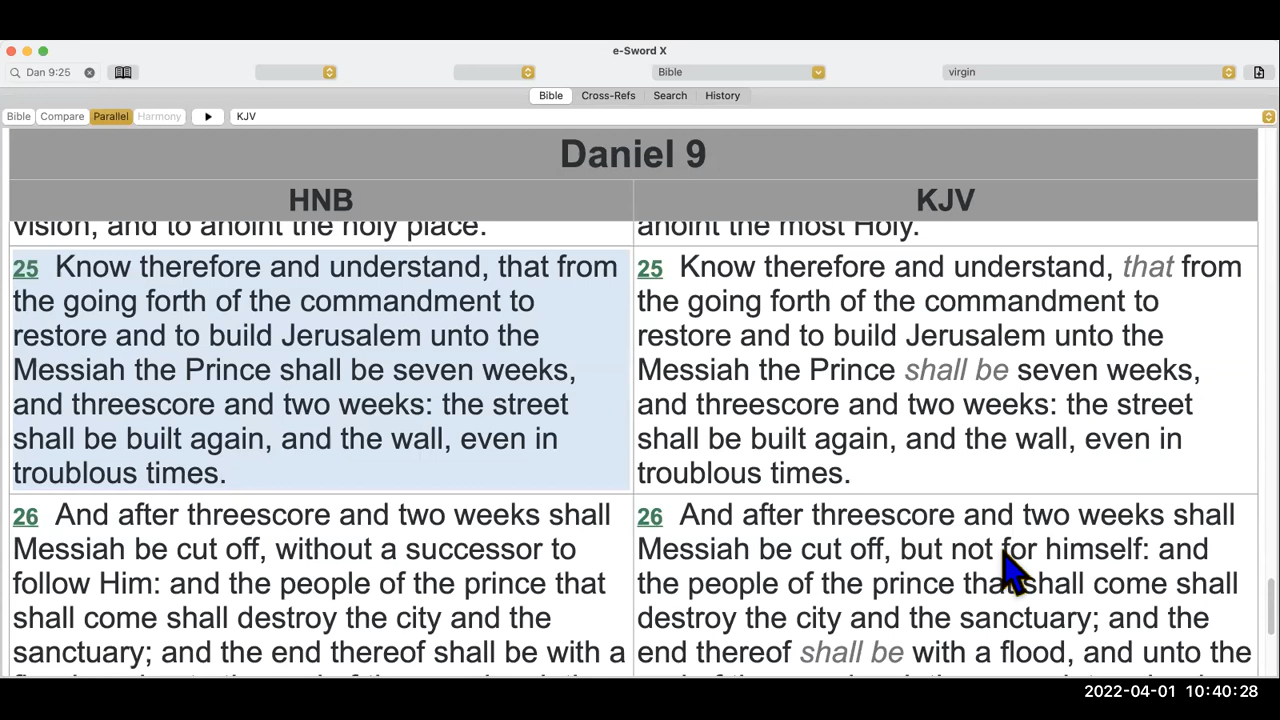 e-Sword X
Dan 9:25
Bible
virgin
Bible Cross-Refs Search History
Bible Compare Parallel Harmony KJV
Daniel 9
HNB
KJV
vision, and to anoint the holy place.
25 Know therefore and understand, that from
the going forth of the commandment to
restore and to build Jerusalem unto the
Messiah the Prince shall be seven weeks,
and threescore and two weeks: the street
shall be built again, and the wall, even in
troublous times.
26 And after threescore and two weeks shall
Messiah be cut off, without a successor to
follow Him: and the people of the prince that
shall come shall destroy the city and the
sanctuary; and the end thereof shall be with a
anoint the most Holy.
25 Know therefore and understand, that from
the going forth of the commandment to
restore and to build Jerusalem unto the
Messiah the Prince shall be seven weeks,
and threescore and two weeks: the street
shall be built again, and the wall, even in
troublous times.
26 And after threescore and two weeks shall
Messiah be cut off, but not for himself: and
the people of the prince that shall come shall
destroy the city and the sanctuary; and the
end thereof shall be with a flood, and unto the
2022-04-01 10:40:28